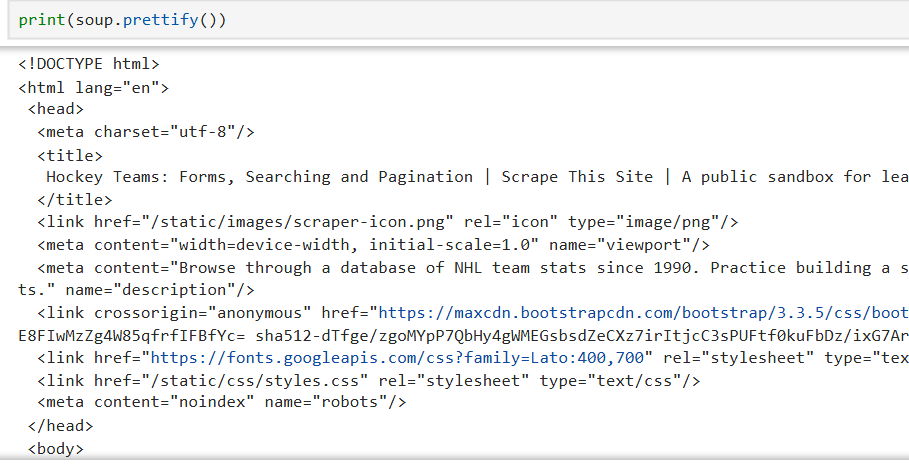 print(soup.prettify())
<!DOCTYPE html>
<html lang="en">
<head>
<meta charset="utf-8"/>
<title>
Hockey Teams: Forms, Searching and Pagination | Scrape This Site | A public sandbox for lea
</title>
<link href="/static/images/scraper-icon.png" rel="icon" type="image/png"/>
<meta content="width=device-width, initial-scale=1.0" name="viewport"/>
<meta content="Browse through a database of NHL team stats since 1990. Practice building a s
ts." name="description"/>
<link crossorigin="anonymous" href="https://maxcdn.bootstrapcdn.com/bootstrap/3.3.5/css/boot
E8FIwMzZg4W85qfrfIFBfYc= sha512-dTfge/zgoMYpP7QbHy4gWMEGsbsdZeCXz7irItjcC3sPUFtf0kuFbDz/ixG7Ar
<link href="https://fonts.googleapis.com/css?family=Lato:400,700" rel="stylesheet" type="tex
<link href="/static/css/styles.css" rel="stylesheet" type="text/css"/>
<meta content="noindex" name="robots"/>
</head>
<body>